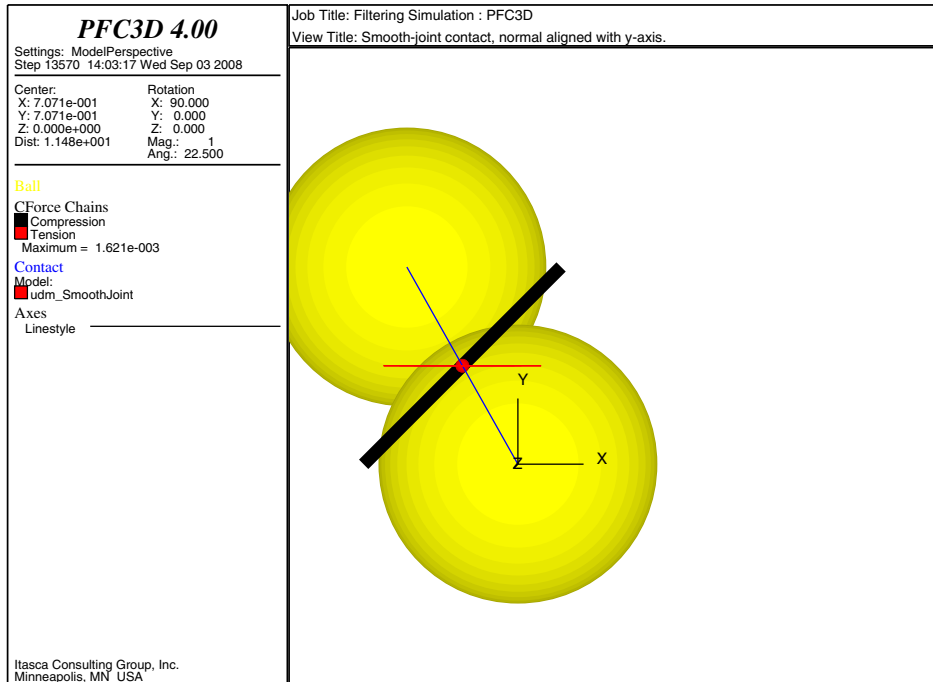 PFC3D 4.00
Settings: ModelPerspective
Step 13570 14:03:17 Wed Sep 03 2008
Center:
X: 7.071e-001
Y: 7.071e-001
Z: 0.000e+000
Dist: 1.148e+001
Rotation
X: 90.000
Y: 0.000
Z: 0.000
Mag.: 1
Ang.: 22.500
Ball
CForce Chains
Compression
Tension
Maximum = 1.621e-003
Contact
Model:
udm_SmoothJoint
Axes
Linestyle
Itasca Consulting Group, Inc.
Minneapolis, MN USA
Job Title: Filtering Simulation : PFC3D
View Title: Smooth-joint contact, normal aligned with y-axis.
Y
Z
X